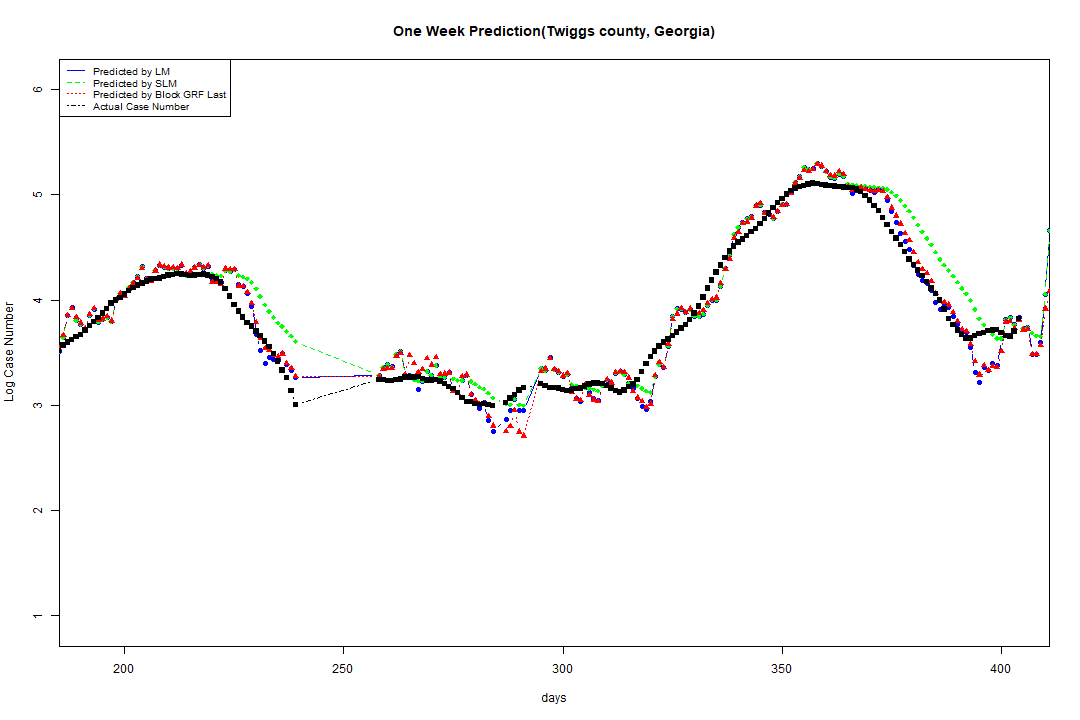 One Week Prediction(Twiggs county, Georgia)
Predicted by LM
Predicted by SLM
Predicted by Block GRF Last
Actual Case Number
Log Case Number
6
5
4
3
2
1
200 250 300 350 400
days